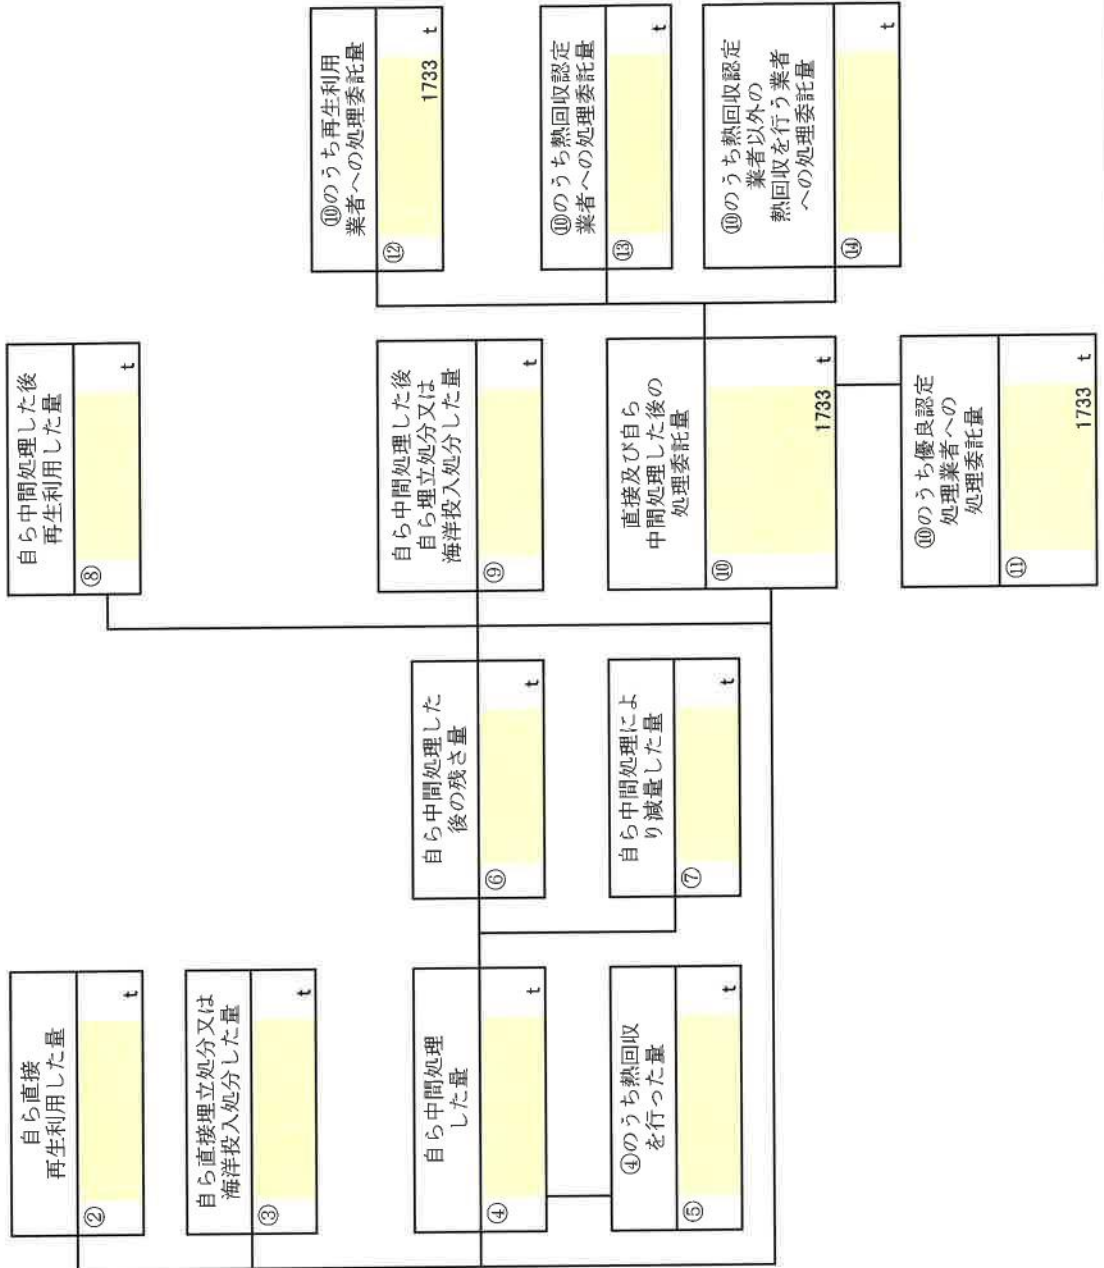 自ら直接
再生利用した量
②
t
自ら直接埋立処分又は
海洋投入処分した量
③
t
自ら中間処理
した量
④
t
④のうち熱回収
を行った量
⑤
t
自ら中間処理した
後の残さ量
⑥
t
自ら中間処理によ
り減量した量
⑦
t
自ら中間処理した後
再生利用した量
⑧
t
自ら中間処理した後
自ら埋立処分又は
海洋投入処分した量
⑨
t
直接及び自ら
中間処理した後の
処理委託量
⑩
1733 t
⑩のうち優良認定
処理業者への
処理委託量
⑪
1733 t
⑩のうち再生利用
業者への処理委託量
⑫
1733 t
⑩のうち熱回収認定
業者への処理委託量
⑬
t
⑩のうち熱回収認定
業者以外の
熱回収を行う業者
への処理委託量
⑭
t